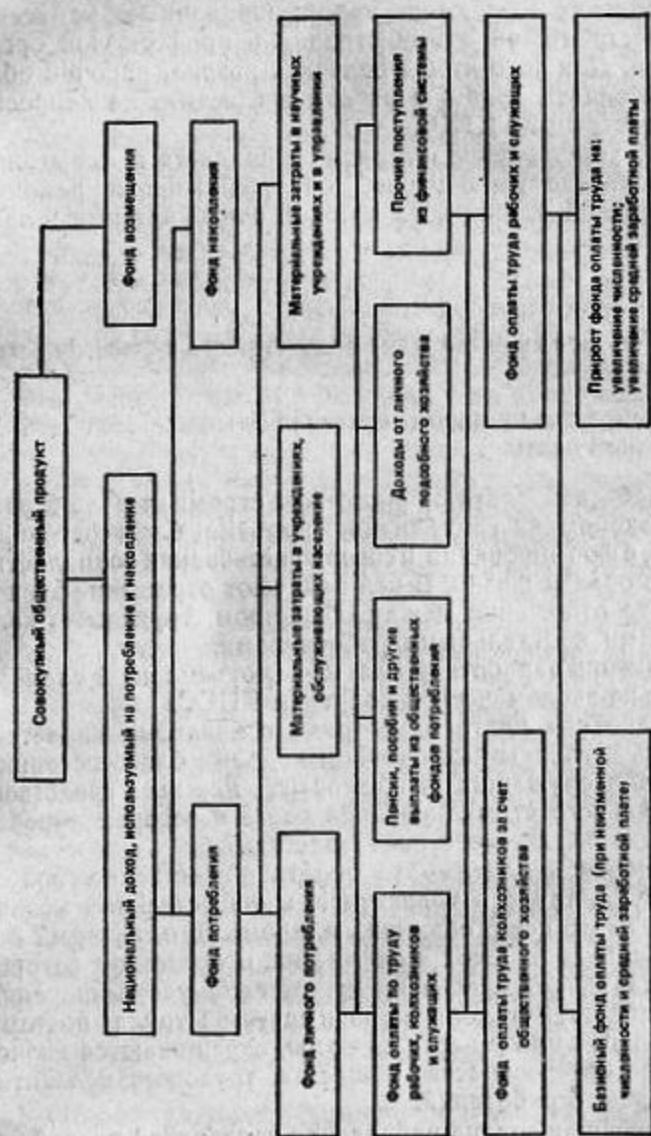 Совокупный общественный продукт
Национальный доход, используемый на потребление и накопление
Фонд возмещения
Фонд потребления
Фонд накопления
Фонд личного потребления
Материальные затраты в учреждениях,
обслуживающих население
Материальные затраты в научных
учреждениях и в управлении
Фонд оплаты по труду
рабочих, колхозников
и служащих
Пенсии, пособия и другие
выплаты из общественных
фондов потребления
Доходы от личного
подсобного хозяйства
Прочие поступления
из финансовой системы
Фонд оплаты труда колхозников за счет
общественного хозяйства
Фонд оплаты труда рабочих и служащих
Базисный фонд оплаты труда (при неизменной
численности и средней заработной плате)
Прирост фонда оплаты труда на:
увеличение численности;
увеличение средней заработной платы